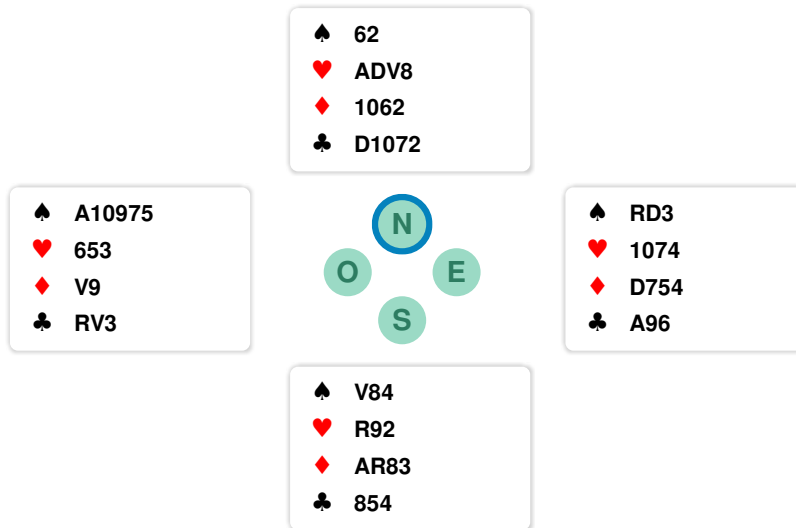 ♠ 62
♥ ADV8
♦ 1062
♣ D1072
♠ A10975
♥ 653
♦ V9
♣ RV3
N
O E
S
♠ RD3
♥ 1074
♦ D754
♣ A96
♠ V84
♥ R92
♦ AR83
♣ 854